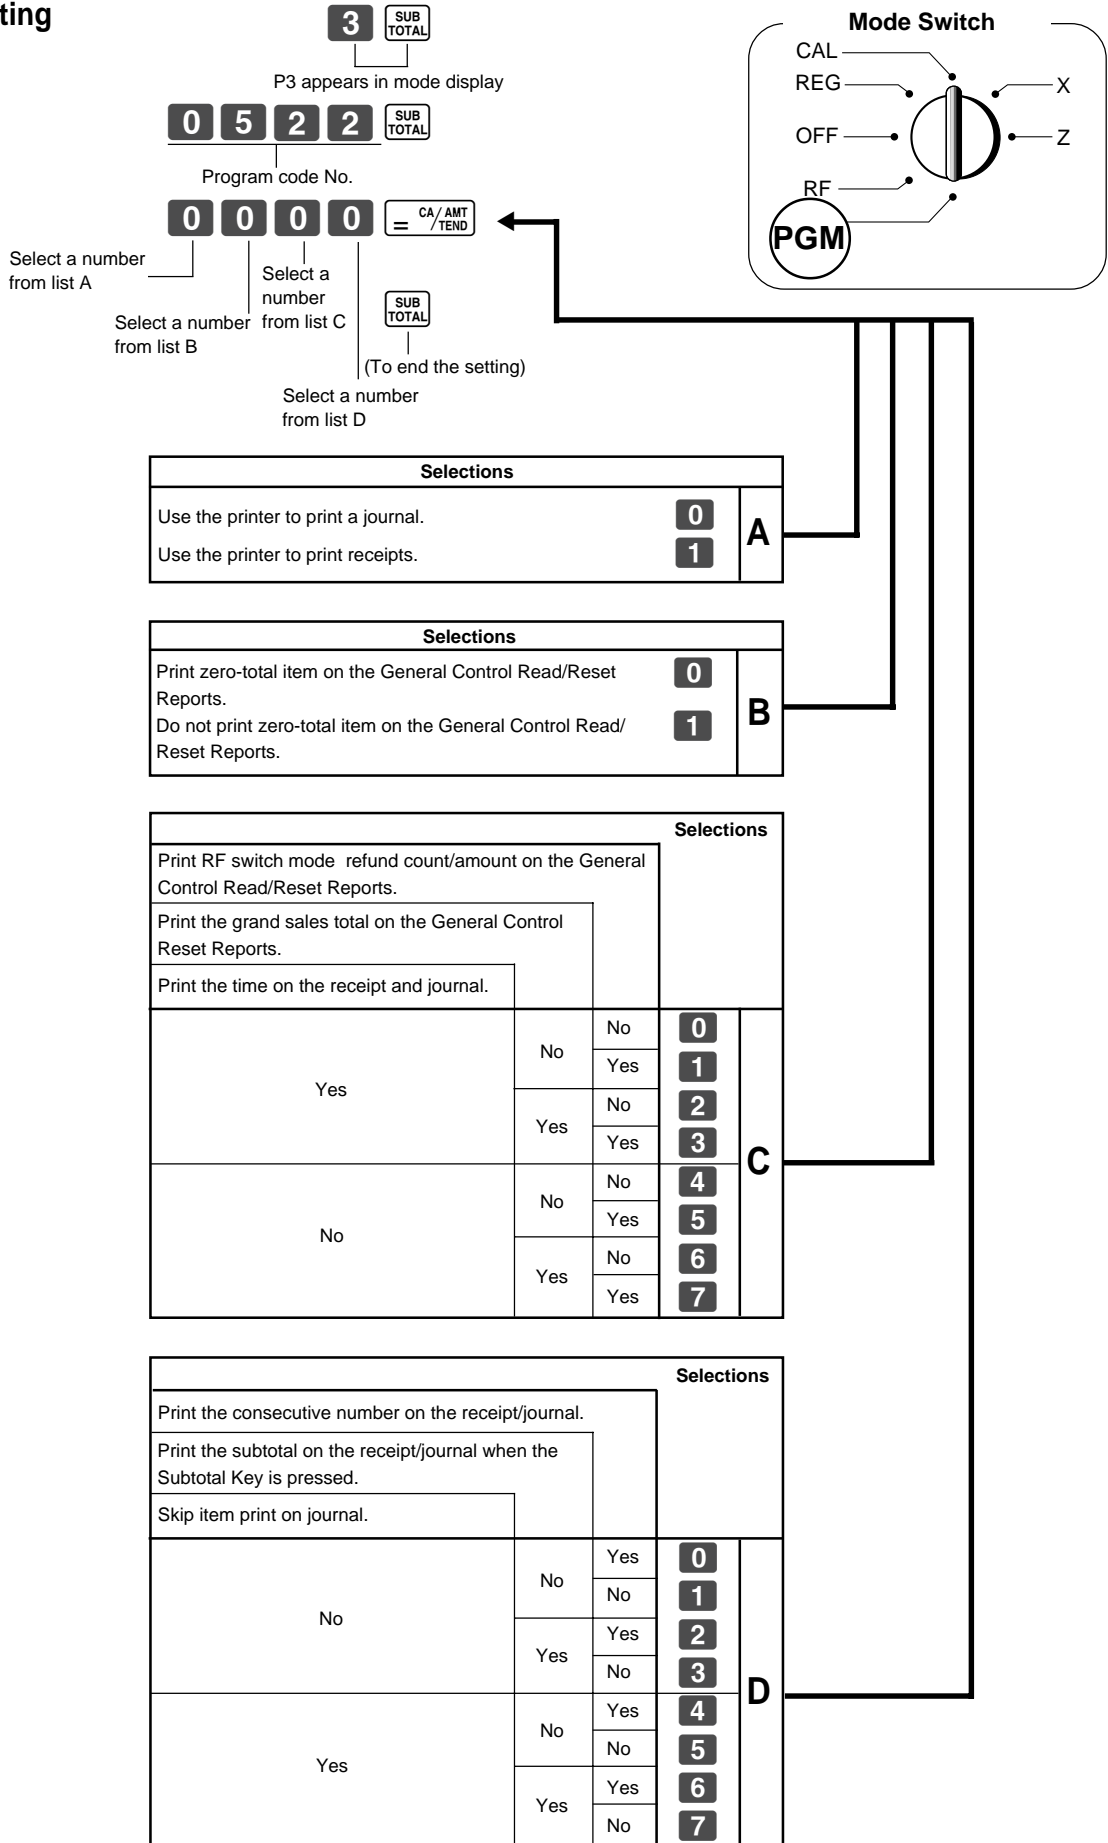 ting
3 SUB TOTAL
P3 appears in mode display
0 5 2 2 SUB TOTAL
Program code No.
0 0 0 0 = CA/AMT /TEND
Select a number
from list A
Select a number
from list B
Select a
number
from list C
SUB TOTAL
(To end the setting)
Select a number
from list D
Mode Switch
CAL
REG
OFF
RF
PGM
X
Z
Selections
Use the printer to print a journal. 0
Use the printer to print receipts. 1
A
Selections
Print zero-total item on the General Control Read/Reset
Reports. 0
Do not print zero-total item on the General Control Read/
Reset Reports. 1
B
Selections
Print RF switch mode refund count/amount on the General
Control Read/Reset Reports.
Print the grand sales total on the General Control
Reset Reports.
Print the time on the receipt and journal.
Yes No No 0
Yes 1
Yes No 2
Yes 3
No No No 4
Yes 5
Yes No 6
Yes 7
C
Selections
Print the consecutive number on the receipt/journal.
Print the subtotal on the receipt/journal when the
Subtotal Key is pressed.
Skip item print on journal.
No No Yes 0
No 1
Yes Yes 2
No 3
Yes No Yes 4
No 5
Yes Yes 6
No 7
D